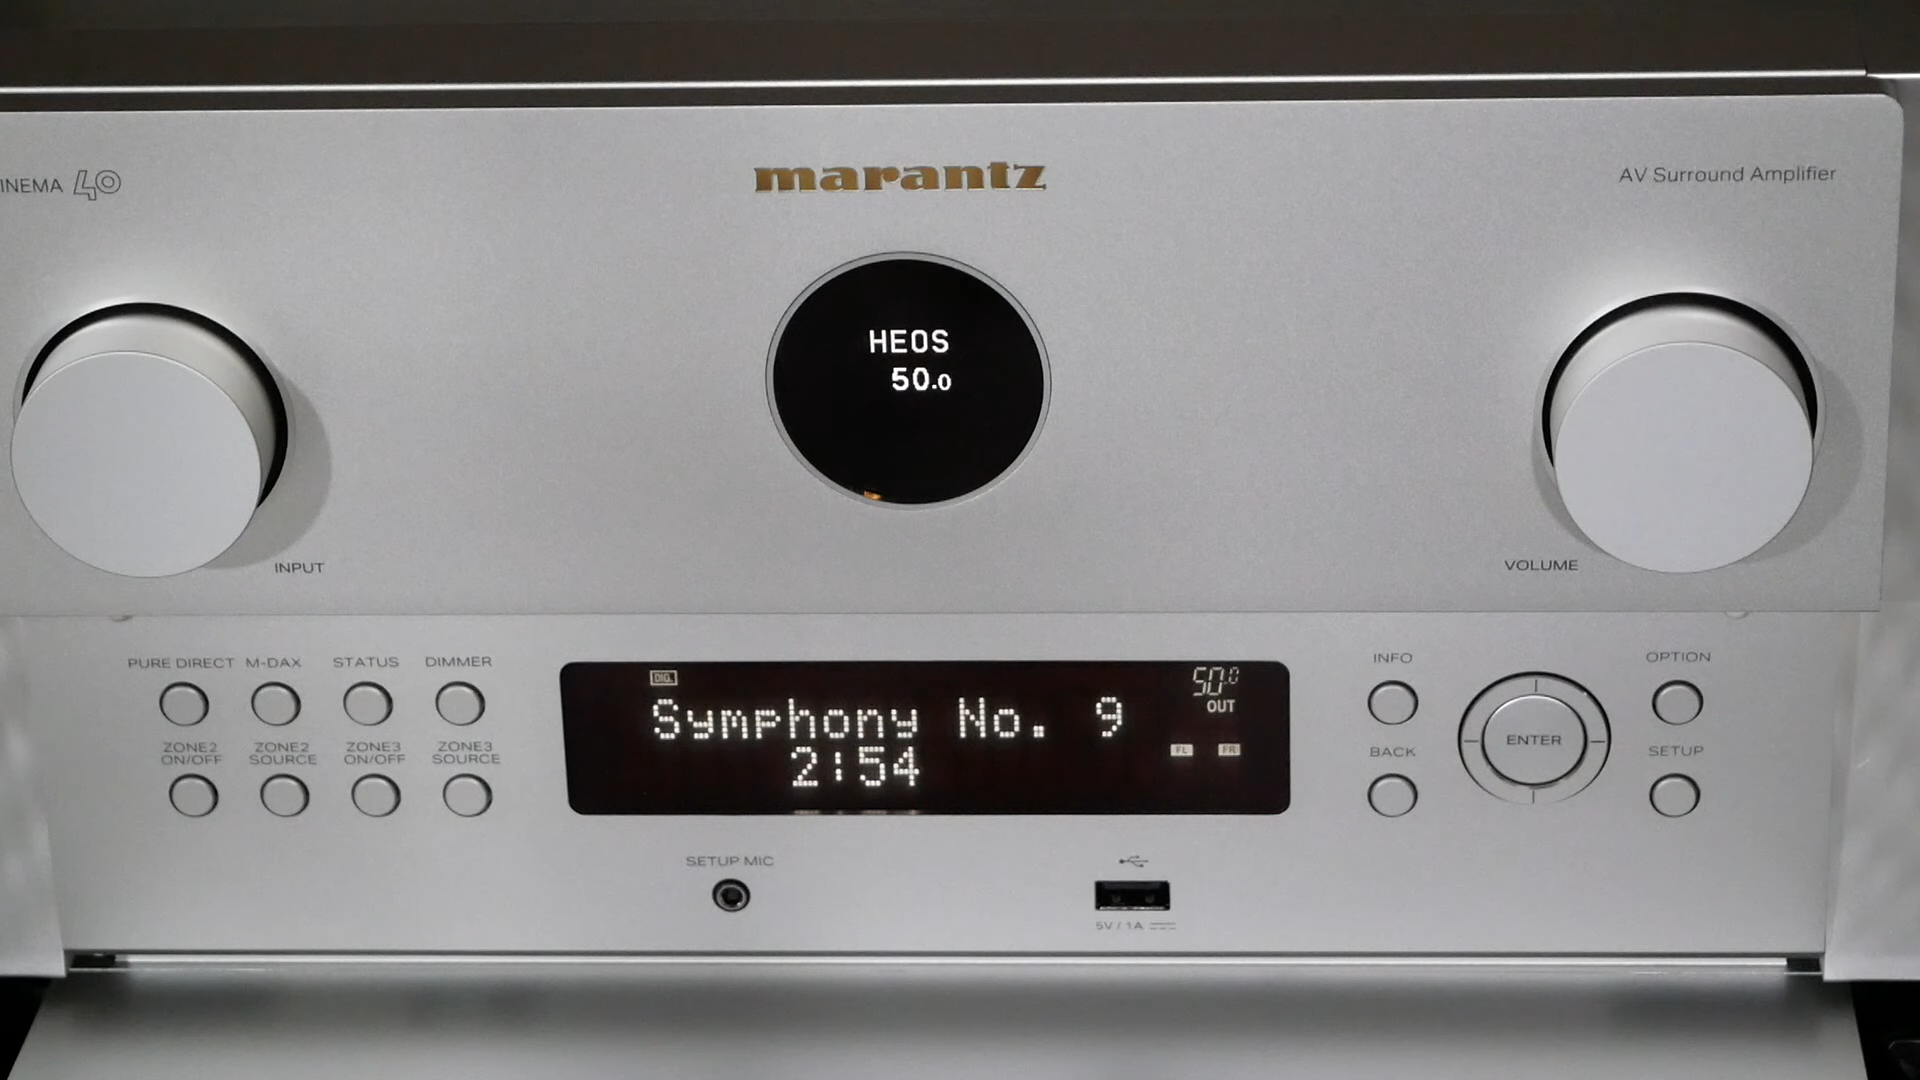 INEMA 40
marantz
AV Surround Amplifier
HEOS
50.0
INPUT
VOLUME
PURE DIRECT M-DAX STATUS DIMMER
ZONE2 ON/OFF
ZONE2 SOURCE
ZONE3 ON/OFF
ZONE3 SOURCE
DIG.
50.0
OUT
Symphony No. 9
2:54
FL FR
INFO
OPTION
BACK
ENTER
SETUP
SETUP MIC
5V / 1A